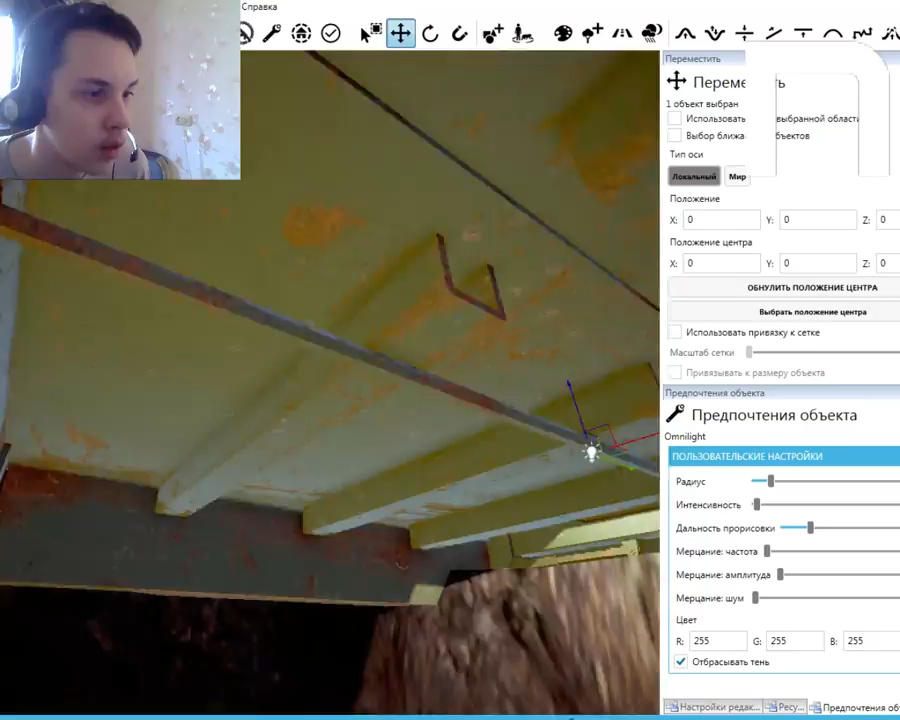 Справка
Переместить
Переме ть
1 объект выбран
Использовать выбранной области
Выбор ближа бъектов
Тип оси
Локальный Мир
Положение
X: 0 Y: 0 Z: 0
Положение центра
X: 0 Y: 0 Z: 0
ОБНУЛИТЬ ПОЛОЖЕНИЕ ЦЕНТРА
Выбрать положение центра
Использовать привязку к сетке
Масштаб сетки
Привязывать к размеру объекта
Предпочтения объекта
Предпочтения объекта
Omnilight
ПОЛЬЗОВАТЕЛЬСКИЕ НАСТРОЙКИ
Радиус
Интенсивность
Дальность прорисовки
Мерцание: частота
Мерцание: амплитуда
Мерцание: шум
Цвет
R: 255 G: 255 B: 255
Отбрасывать тень
Настройки редак... Ресу... Предпочтения об